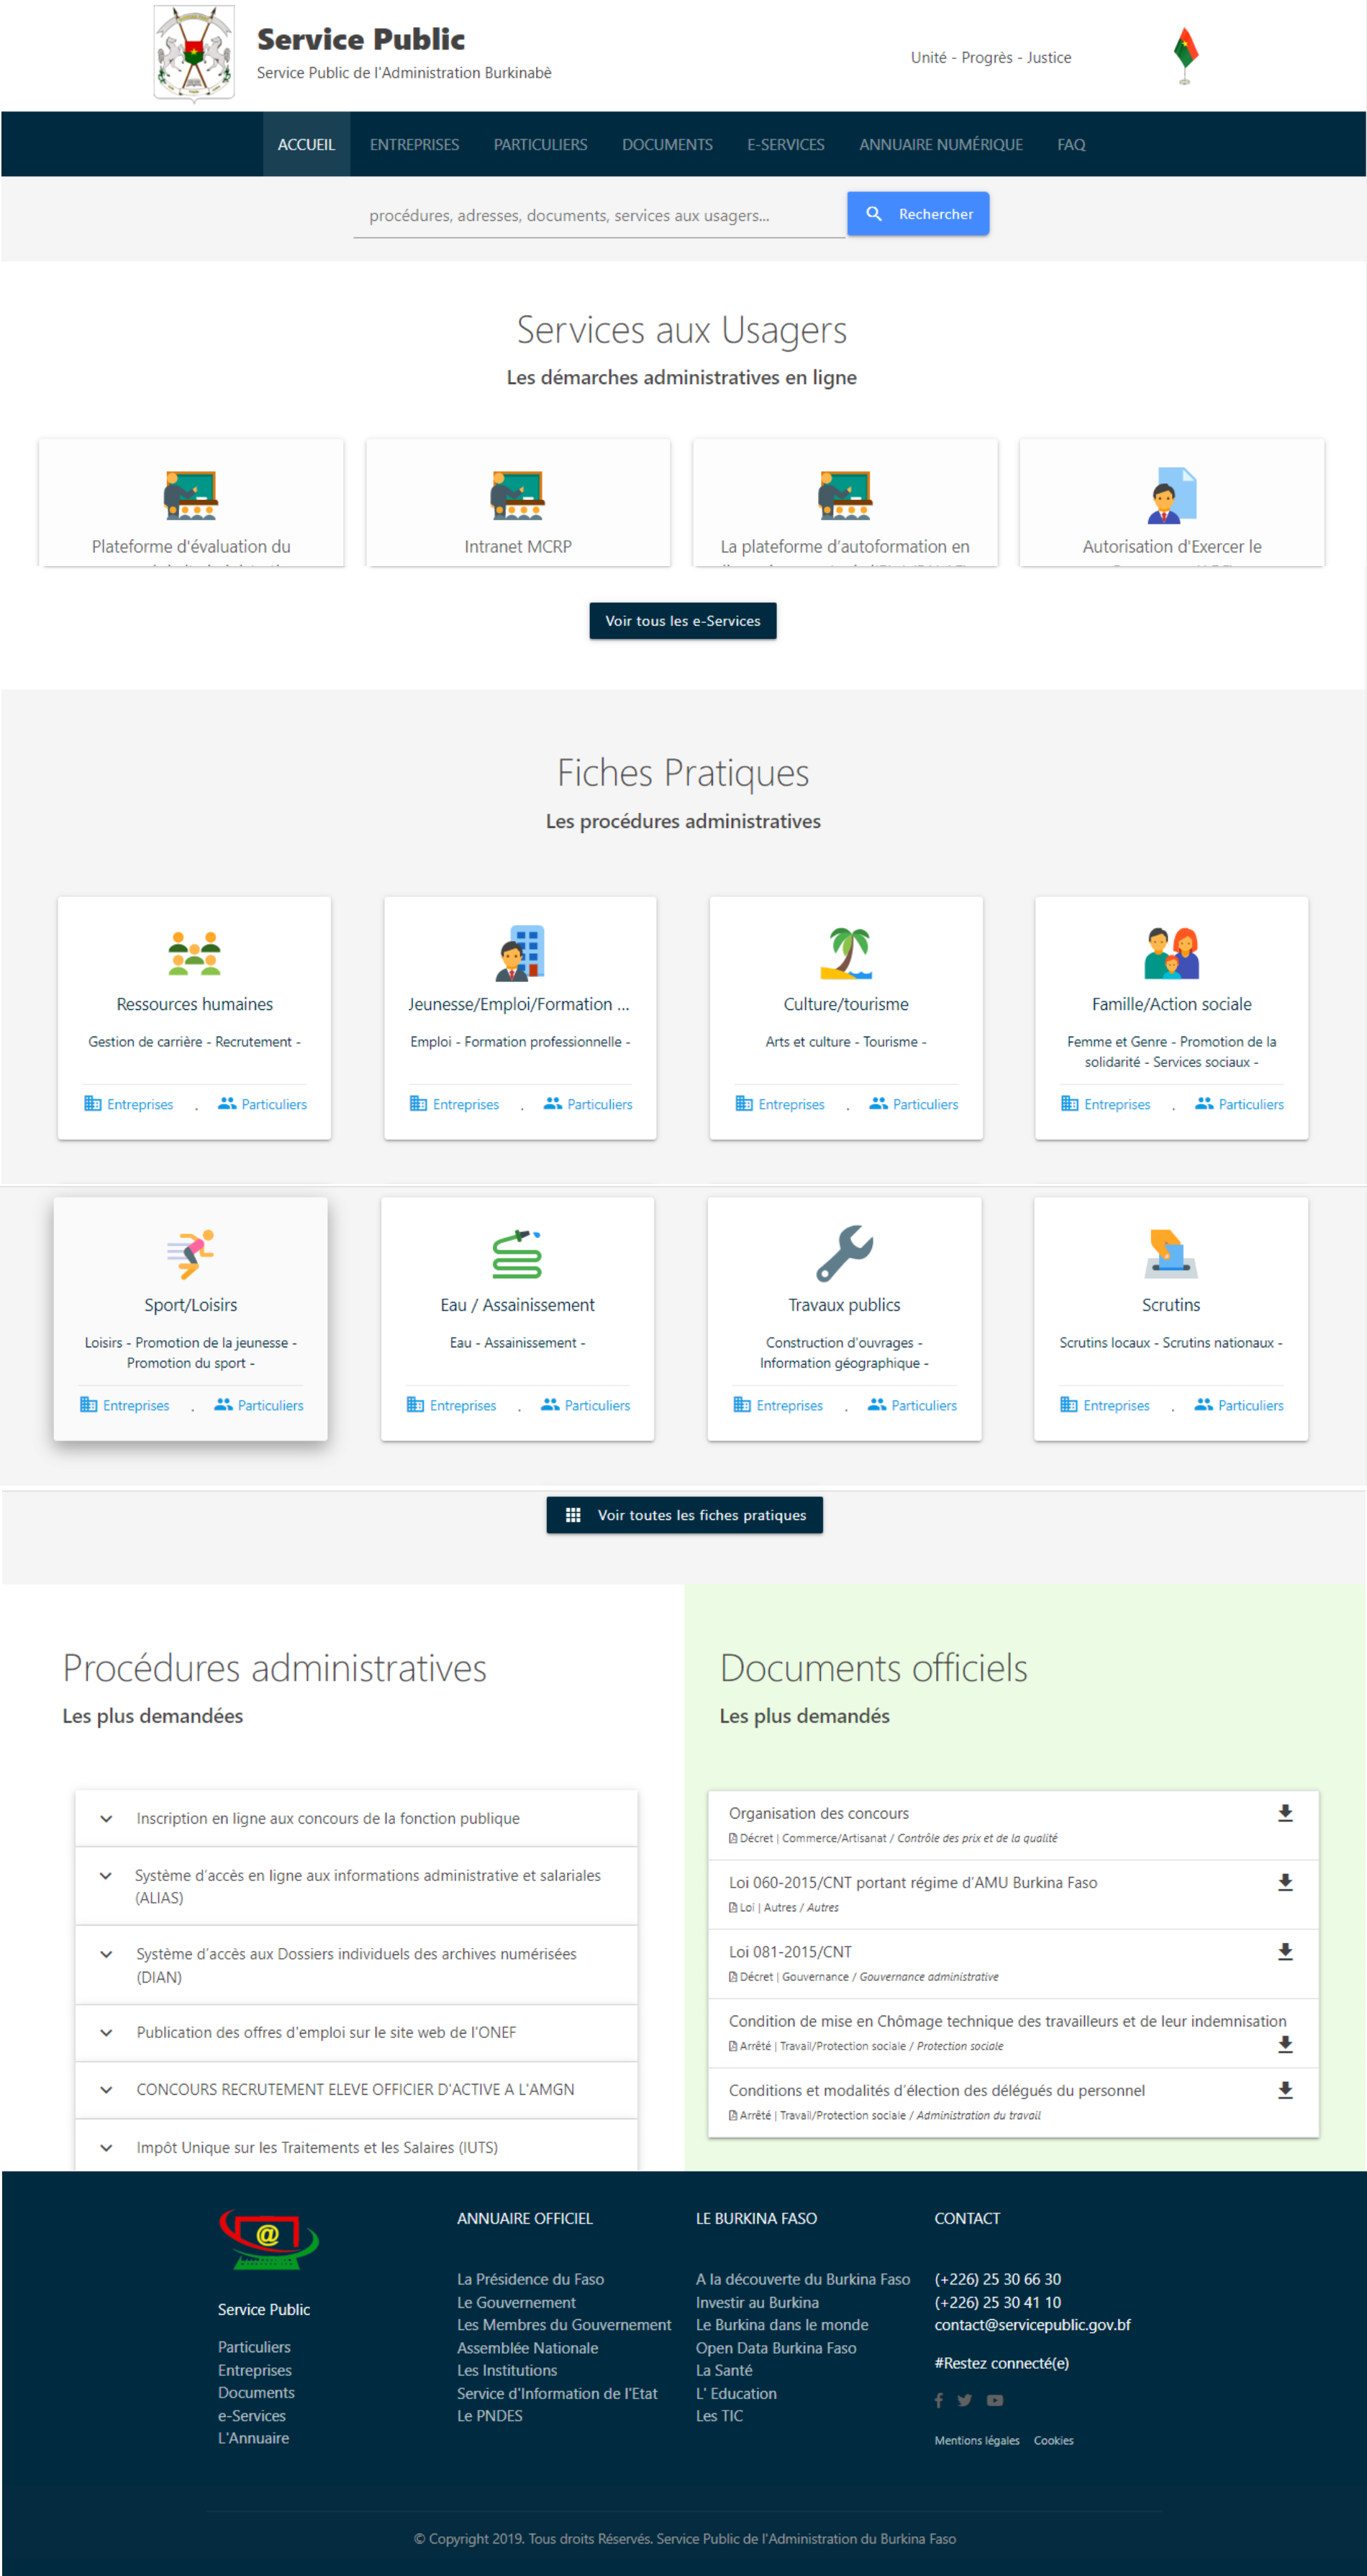 Service Public
Service Public de l'Administration Burkinabè
Unité - Progrès - Justice
ACCUEIL ENTREPRISES PARTICULIERS DOCUMENTS E-SERVICES ANNUAIRE NUMÉRIQUE FAQ
procédures, adresses, documents, services aux usagers...
Rechercher
Services aux Usagers
Les démarches administratives en ligne
Plateforme d'évaluation du
Intranet MCRP
La plateforme d'autoformation en
Autorisation d'Exercer le
Voir tous les e-Services
Fiches Pratiques
Les procédures administratives
Ressources humaines
Gestion de carrière - Recrutement -
Entreprises . Particuliers
Jeunesse/Emploi/Formation ...
Emploi - Formation professionnelle -
Entreprises . Particuliers
Culture/tourisme
Arts et culture - Tourisme -
Entreprises . Particuliers
Famille/Action sociale
Femme et Genre - Promotion de la
solidarité - Services sociaux -
Entreprises . Particuliers
Sport/Loisirs
Loisirs - Promotion de la jeunesse -
Promotion du sport -
Entreprises . Particuliers
Eau / Assainissement
Eau - Assainissement -
Entreprises . Particuliers
Travaux publics
Construction d'ouvrages -
Information géographique -
Entreprises . Particuliers
Scrutins
Scrutins locaux - Scrutins nationaux -
Entreprises . Particuliers
Voir toutes les fiches pratiques
Procédures administratives
Les plus demandées
Inscription en ligne aux concours de la fonction publique
Système d'accès en ligne aux informations administrative et salariales
(ALIAS)
Système d'accès aux Dossiers individuels des archives numérisées
(DIAN)
Publication des offres d'emploi sur le site web de l'ONEF
CONCOURS RECRUTEMENT ELEVE OFFICIER D'ACTIVE A L'AMGN
Impôt Unique sur les Traitements et les Salaires (IUTS)
Documents officiels
Les plus demandés
Organisation des concours
Décret | Commerce/Artisanat / Contrôle des prix et de la qualité
Loi 060-2015/CNT portant régime d'AMU Burkina Faso
Loi | Autres / Autres
Loi 081-2015/CNT
Décret | Gouvernance / Gouvernance administrative
Condition de mise en Chômage technique des travailleurs et de leur indemnisation
Arrêté | Travail/Protection sociale / Protection sociale
Conditions et modalités d'élection des délégués du personnel
Arrêté | Travail/Protection sociale / Administration du travail
@
Service Public
Particuliers
Entreprises
Documents
e-Services
L'Annuaire
ANNUAIRE OFFICIEL
La Présidence du Faso
Le Gouvernement
Les Membres du Gouvernement
Assemblée Nationale
Les Institutions
Service d'Information de l'Etat
Le PNDES
LE BURKINA FASO
A la découverte du Burkina Faso
Investir au Burkina
Le Burkina dans le monde
Open Data Burkina Faso
La Santé
L' Education
Les TIC
CONTACT
(+226) 25 30 66 30
(+226) 25 30 41 10
contact@servicepublic.gov.bf
#Restez connecté(e)
Mentions légales Cookies
© Copyright 2019. Tous droits Réservés. Service Public de l'Administration du Burkina Faso